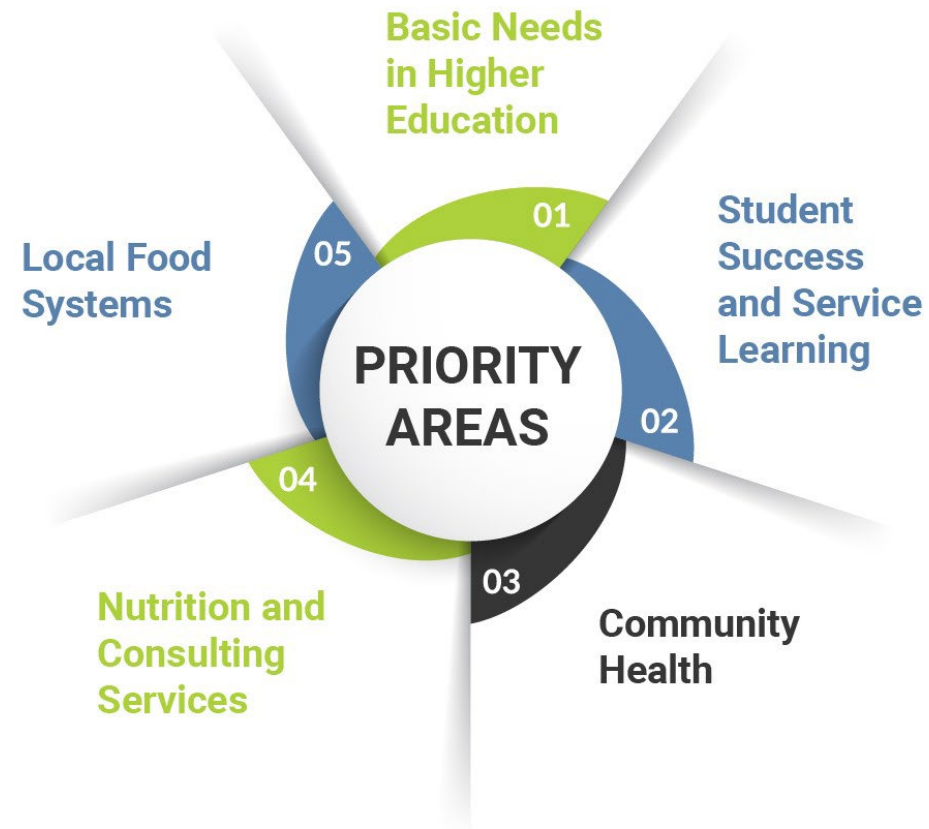 PRIORITY
AREAS
01
Basic Needs
in Higher
Education
02
Student
Success
and Service
Learning
03
Community
Health
04
Nutrition and
Consulting
Services
05
Local Food
Systems